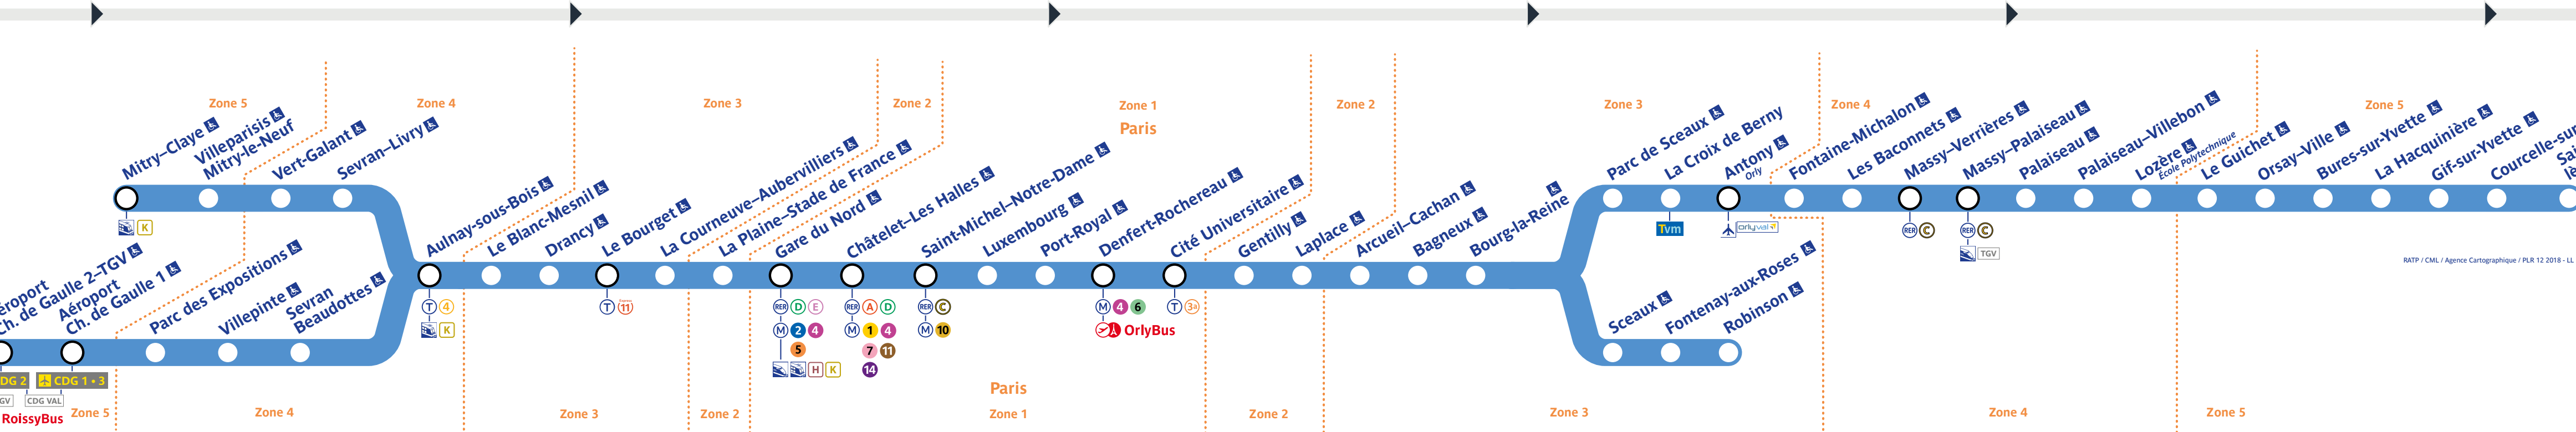 Zone 5
Zone 4
Zone 3
Zone 2
Zone 1
Paris
Zone 2
Zone 3
Zone 4
Zone 5
Mitry–Claye
Villeparisis
Mitry-le-Neuf
Vert-Galant
Sevran–Livry
K
Ch. de Gaulle 2–TGV
Aéroport
Ch. de Gaulle 1
Parc des Expositions
Villepinte
Sevran
Beaudottes
CDG 1 • 3
CDG VAL
RoissyBus
Aulnay-sous-Bois
T 4
K
Le Blanc-Mesnil
Drancy
Le Bourget
T 11
La Courneuve–Aubervilliers
La Plaine–Stade de France
Gare du Nord
RER D E
M 2 4
5
H K
Châtelet–Les Halles
RER A D
M 1 4
7 11
14
Saint-Michel–Notre-Dame
RER C
M 10
Luxembourg
Port-Royal
Denfert-Rochereau
M 4 6
OrlyBus
Cité Universitaire
T 3a
Gentilly
Laplace
Arcueil–Cachan
Bagneux
Bourg-la-Reine
Parc de Sceaux
La Croix de Berny
Tvm
Antony
Orly
orlyval
Fontaine-Michalon
Les Baconnets
Massy–Verrières
RER C
Massy–Palaiseau
RER C
TGV
Palaiseau
Palaiseau–Villebon
Lozère
École Polytechnique
Le Guichet
Orsay–Ville
Bures-sur-Yvette
La Hacquinière
Gif-sur-Yvette
Sceaux
Fontenay-aux-Roses
Robinson
RATP / CML / Agence Cartographique / PLR 12 2018 - LL
Zone 5
Zone 4
Zone 3
Zone 2
Paris
Zone 1
Zone 2
Zone 3
Zone 4
Zone 5